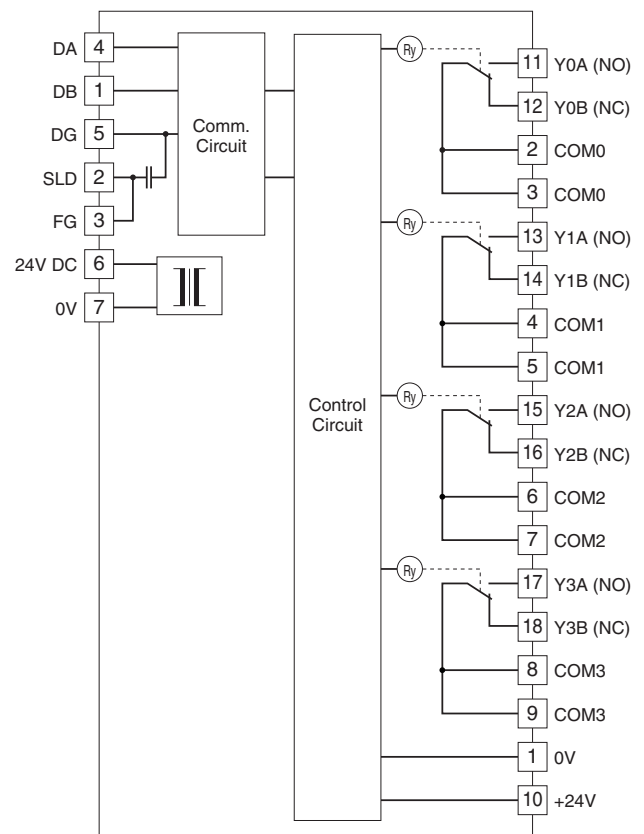 DA 4
DB 1
DG 5
SLD 2
FG 3
24V DC 6
0V 7
Comm.
Circuit
Control
Circuit
Ry
11 Y0A (NO)
12 Y0B (NC)
2 COM0
3 COM0
Ry
13 Y1A (NO)
14 Y1B (NC)
4 COM1
5 COM1
Ry
15 Y2A (NO)
16 Y2B (NC)
6 COM2
7 COM2
Ry
17 Y3A (NO)
18 Y3B (NC)
8 COM3
9 COM3
1 0V
10 +24V